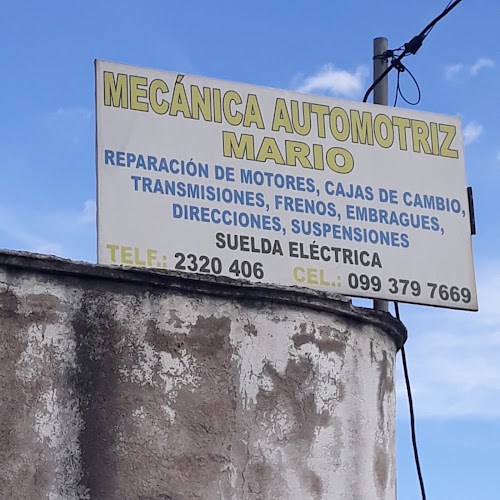 MECÁNICA AUTOMOTRIZ
MARIO
REPARACIÓN DE MOTORES, CAJAS DE CAMBIO,
TRANSMISIONES, FRENOS, EMBRAGUES,
DIRECCIONES, SUSPENSIONES
SUELDA ELÉCTRICA
TELF.: 2320 406 CEL.: 099 379 7669